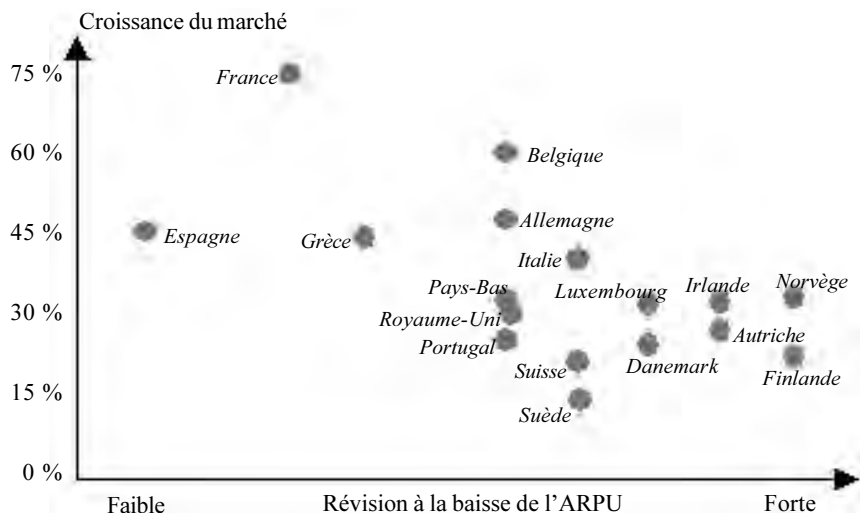 Croissance du marché
75 %
France
60 %
Belgique
45 %
Espagne
Grèce
Allemagne
Italie
Pays-Bas
Luxembourg
Irlande
Norvège
30 %
Royaume-Uni
Portugal
Autriche
Suisse
Danemark
Finlande
15 %
Suède
0 %
Faible
Révision à la baisse de l’ARPU
Forte